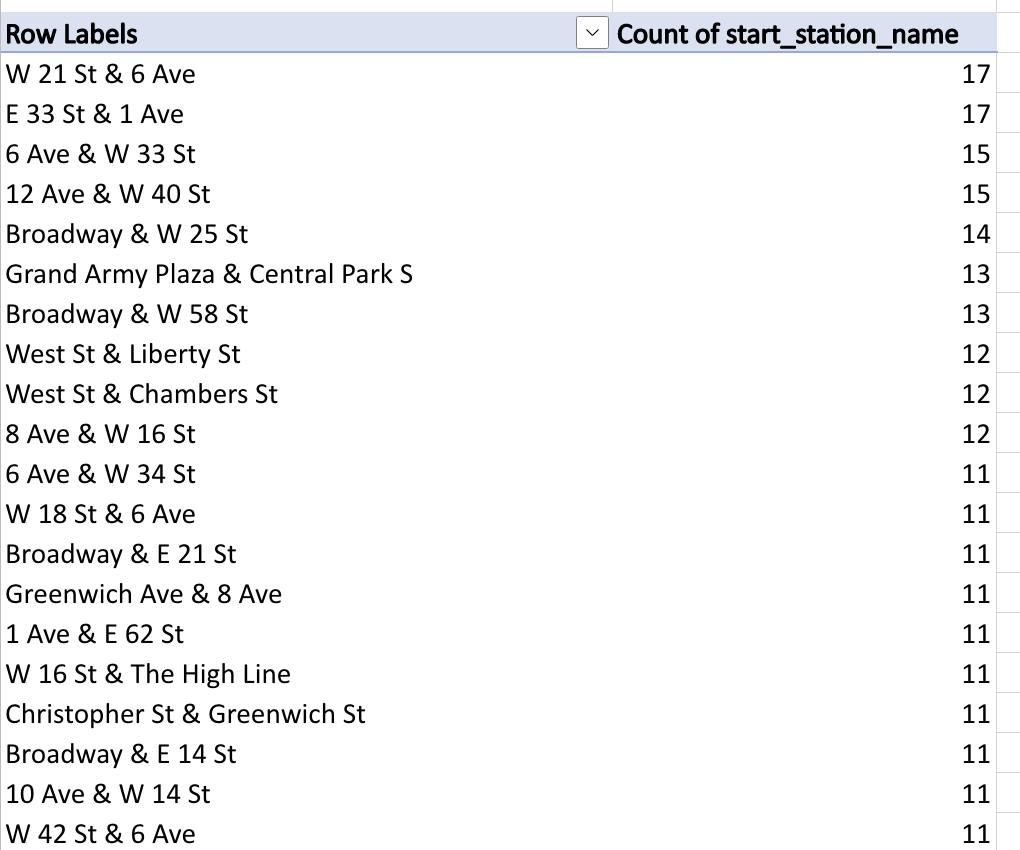 Row Labels Count of start_station_name
W 21 St & 6 Ave 17
E 33 St & 1 Ave 17
6 Ave & W 33 St 15
12 Ave & W 40 St 15
Broadway & W 25 St 14
Grand Army Plaza & Central Park S 13
Broadway & W 58 St 13
West St & Liberty St 12
West St & Chambers St 12
8 Ave & W 16 St 12
6 Ave & W 34 St 11
W 18 St & 6 Ave 11
Broadway & E 21 St 11
Greenwich Ave & 8 Ave 11
1 Ave & E 62 St 11
W 16 St & The High Line 11
Christopher St & Greenwich St 11
Broadway & E 14 St 11
10 Ave & W 14 St 11
W 42 St & 6 Ave 11